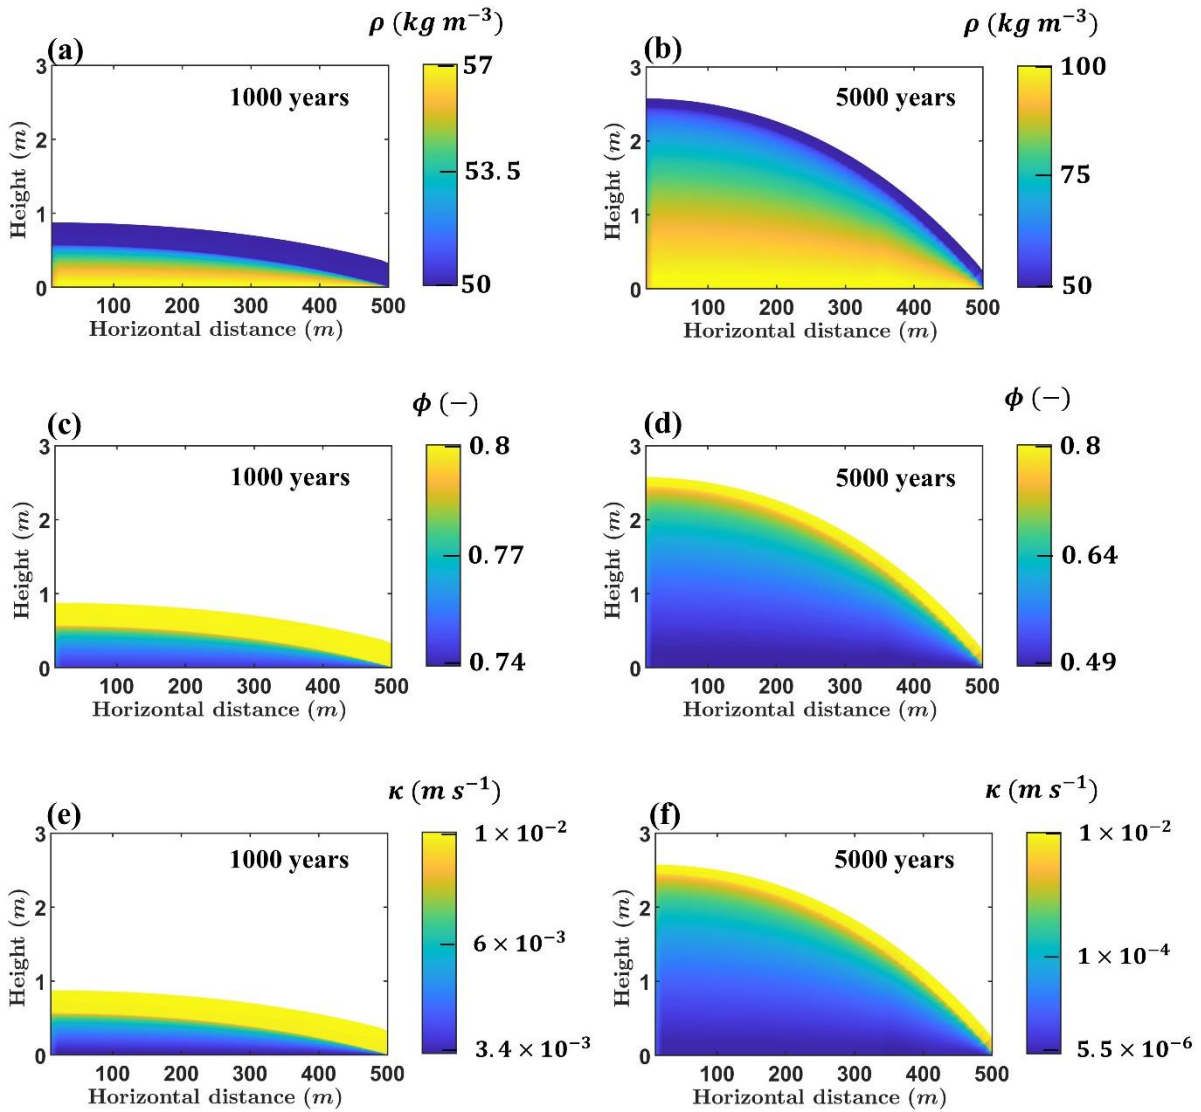 (a) ρ (kg m⁻³) (b) ρ (kg m⁻³)
3 57 3 100
1000 years 5000 years
2 2
53.5 75
1 1
0 50 0 50
100 200 300 400 500 100 200 300 400 500
Horizontal distance (m) Horizontal distance (m)
Height (m) Height (m)
(c) ϕ (−) (d) ϕ (−)
3 0.8 3 0.8
1000 years 5000 years
2 2
0.77 0.64
1 1
0 0.74 0 0.49
100 200 300 400 500 100 200 300 400 500
Horizontal distance (m) Horizontal distance (m)
Height (m) Height (m)
(e) κ (m s⁻¹) (f) κ (m s⁻¹)
3 1 × 10⁻² 3 1 × 10⁻²
1000 years 5000 years
2 2
6 × 10⁻³ 1 × 10⁻⁴
1 1
0 3.4 × 10⁻³ 0 5.5 × 10⁻⁶
100 200 300 400 500 100 200 300 400 500
Horizontal distance (m) Horizontal distance (m)
Height (m) Height (m)